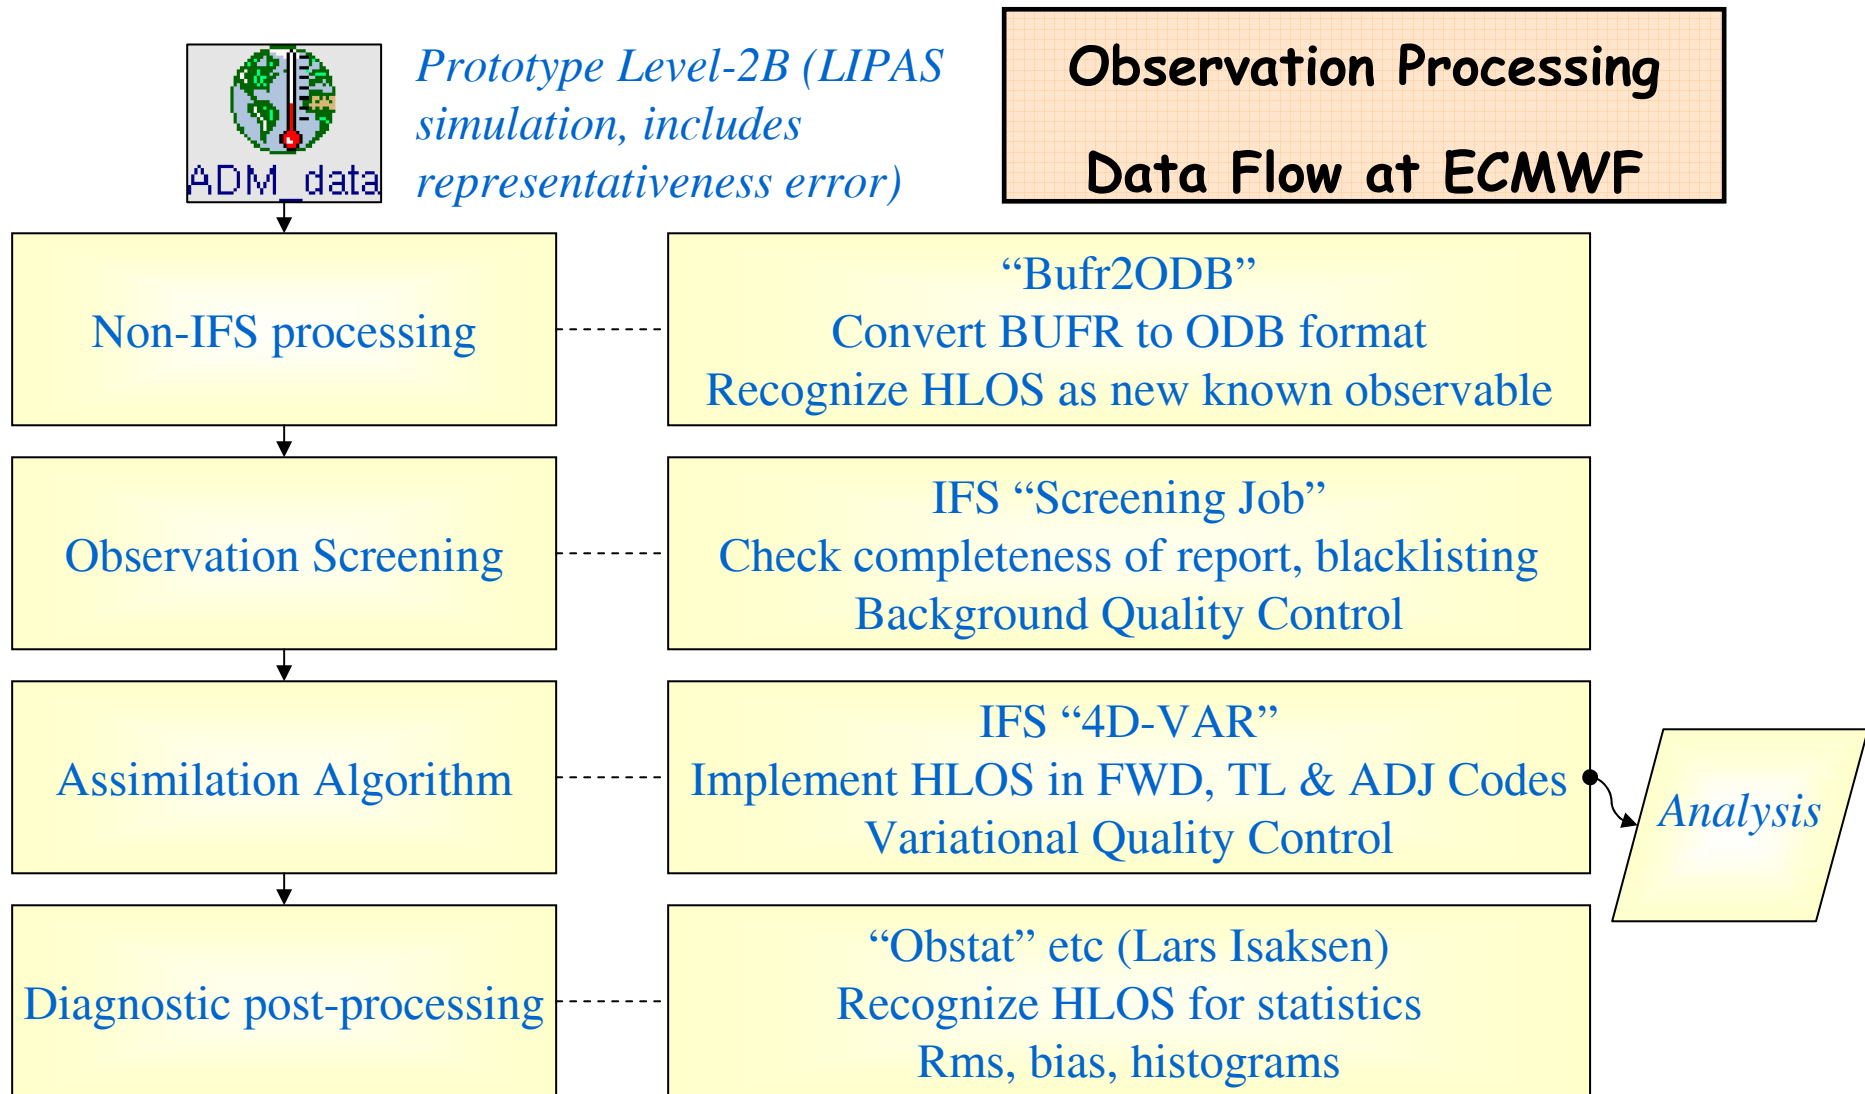 ADM_data
Prototype Level-2B (LIPAS
simulation, includes
representativeness error)
Observation Processing
Data Flow at ECMWF
Non-IFS processing
“Bufr2ODB”
Convert BUFR to ODB format
Recognize HLOS as new known observable
Observation Screening
IFS “Screening Job”
Check completeness of report, blacklisting
Background Quality Control
Assimilation Algorithm
IFS “4D-VAR”
Implement HLOS in FWD, TL & ADJ Codes
Variational Quality Control
Analysis
Diagnostic post-processing
“Obstat” etc (Lars Isaksen)
Recognize HLOS for statistics
Rms, bias, histograms